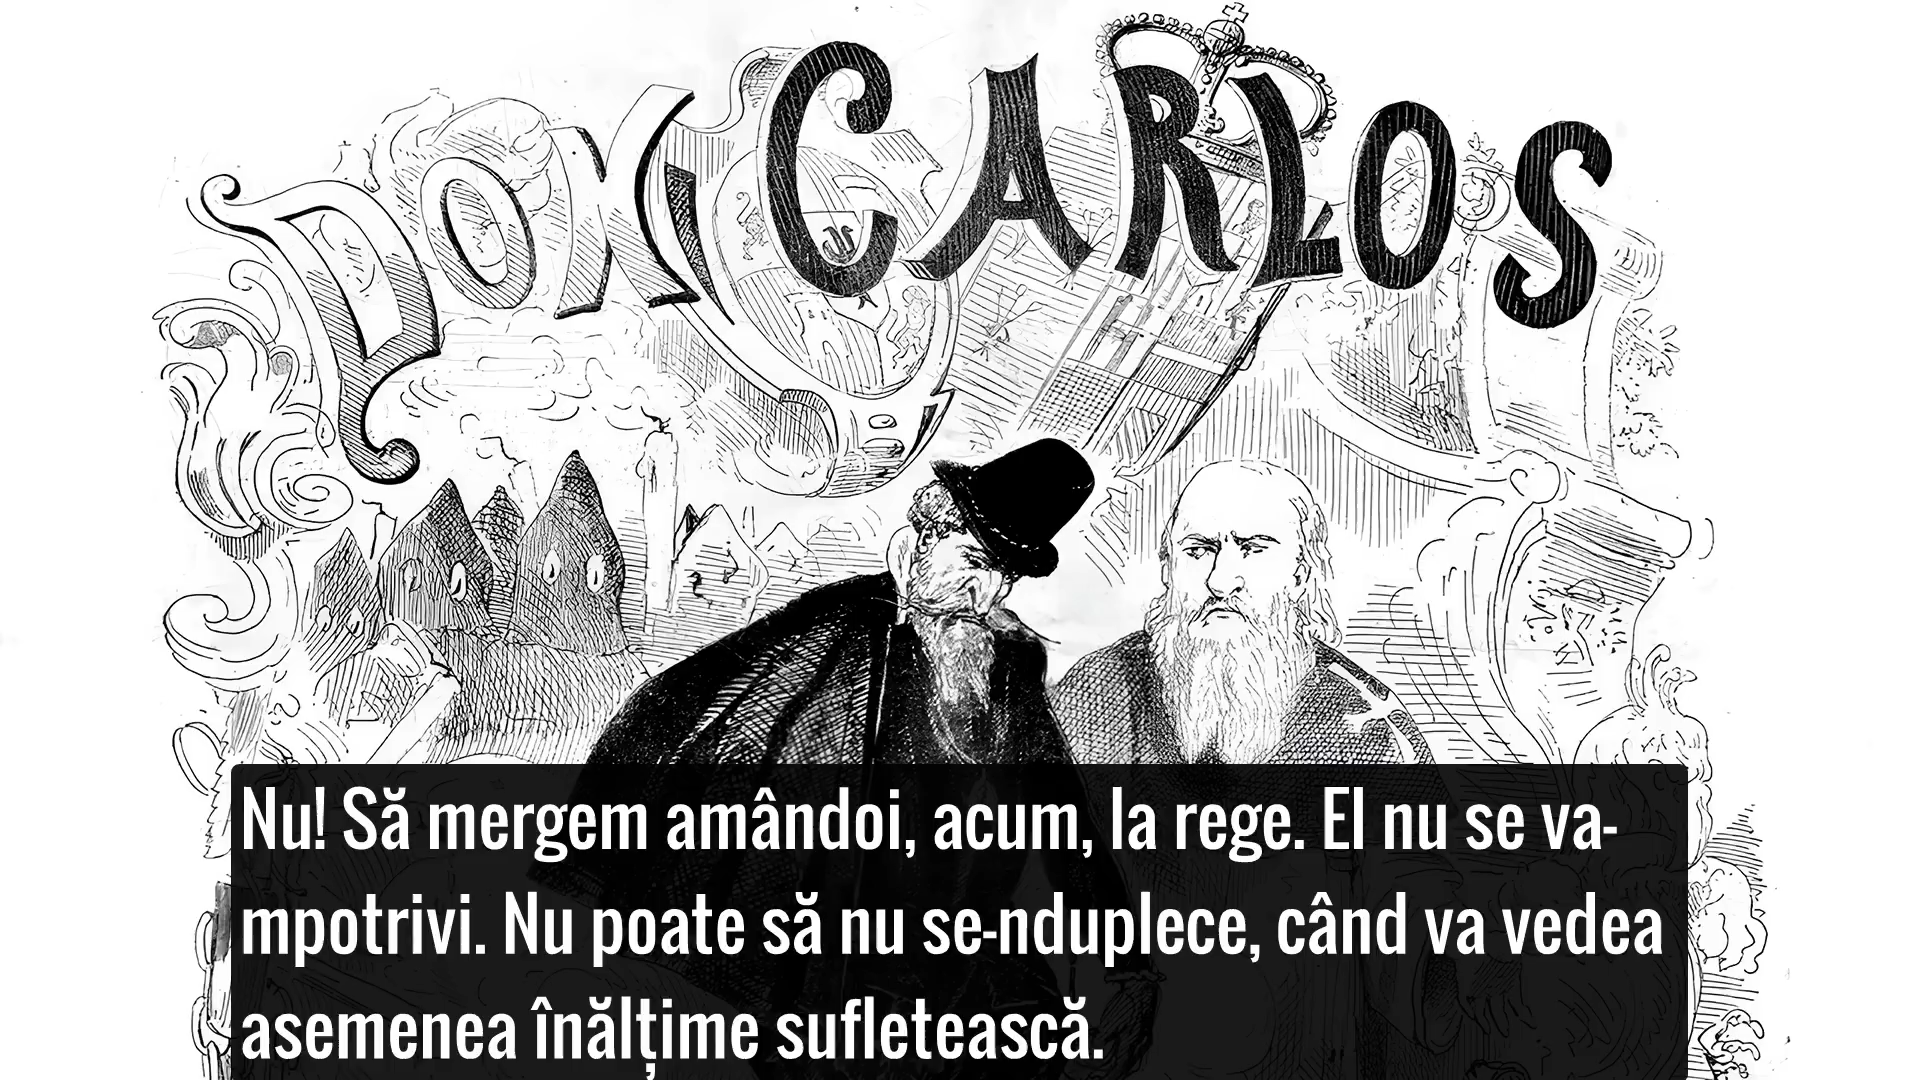 DON CARLOS
Nu! Să mergem amândoi, acum, la rege. El nu se va-
mpotrivi. Nu poate să nu se-nduplece, când va vedea
asemenea înălțime sufletească.